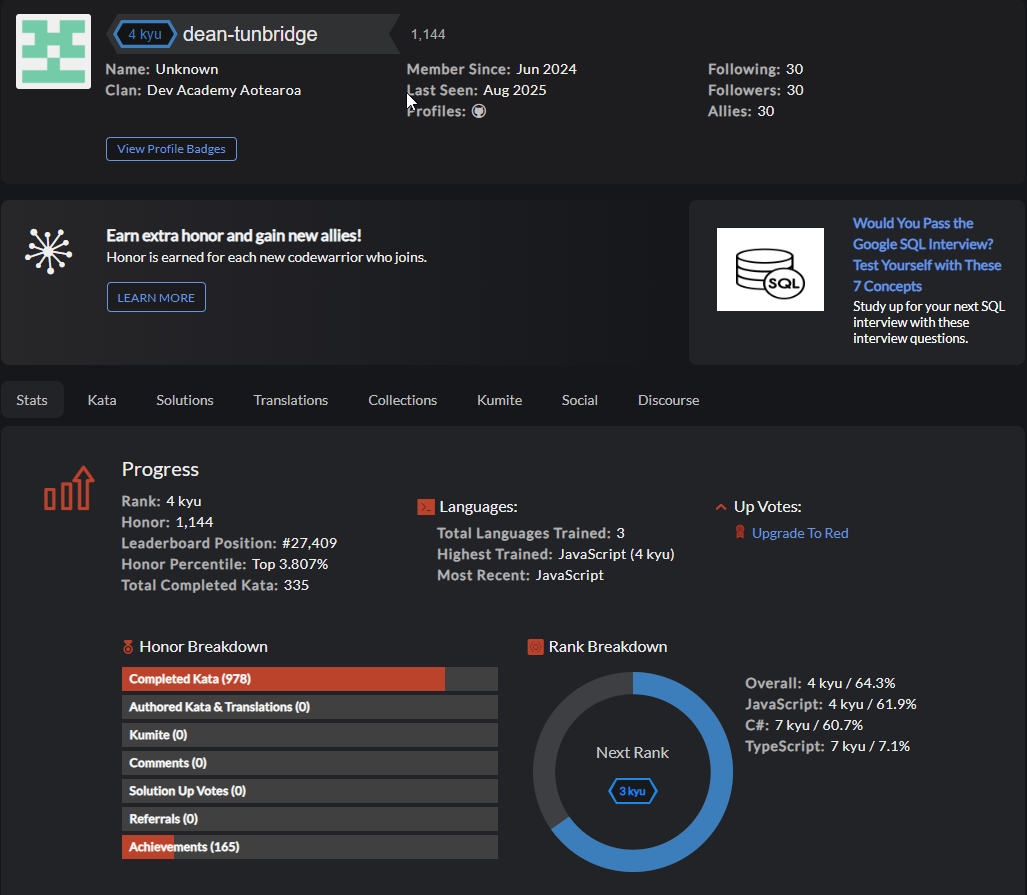 4 kyu dean-tunbridge 1,144
Name: Unknown
Clan: Dev Academy Aotearoa
Member Since: Jun 2024
Last Seen: Aug 2025
Profiles:
Following: 30
Followers: 30
Allies: 30
View Profile Badges
Earn extra honor and gain new allies!
Honor is earned for each new codewarrior who joins.
LEARN MORE
SQL
Would You Pass the
Google SQL Interview?
Test Yourself with These
7 Concepts
Study up for your next SQL
interview with these
interview questions.
Stats Kata Solutions Translations Collections Kumite Social Discourse
Progress
Rank: 4 kyu
Honor: 1,144
Leaderboard Position: #27,409
Honor Percentile: Top 3.807%
Total Completed Kata: 335
Languages:
Total Languages Trained: 3
Highest Trained: JavaScript (4 kyu)
Most Recent: JavaScript
Up Votes:
Upgrade To Red
Honor Breakdown
Completed Kata (978)
Authored Kata & Translations (0)
Kumite (0)
Comments (0)
Solution Up Votes (0)
Referrals (0)
Achievements (165)
Rank Breakdown
Next Rank
3 kyu
Overall: 4 kyu / 64.3%
JavaScript: 4 kyu / 61.9%
C#: 7 kyu / 60.7%
TypeScript: 7 kyu / 7.1%